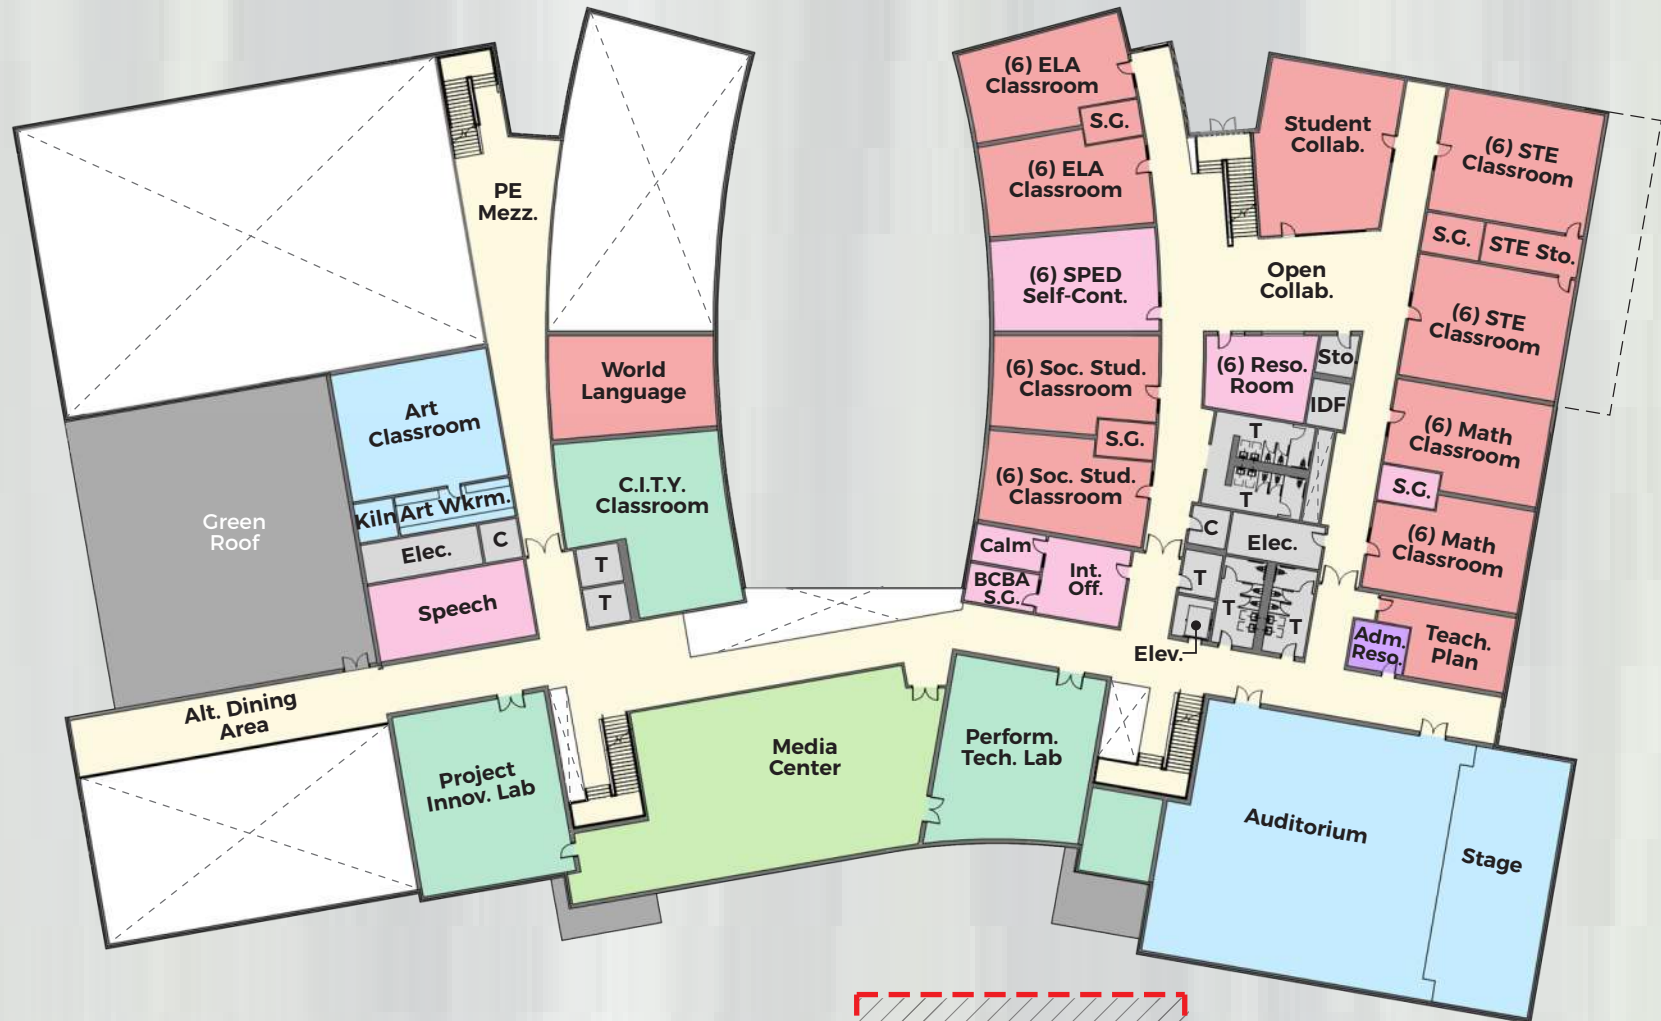 PE
Mezz.
World
Language
Art
Classroom
C.I.T.Y.
Classroom
Kiln
Art Wkrm.
Elec.
C
Green
Roof
T
T
Speech
Alt. Dining
Area
Project
Innov. Lab
Media
Center
Perform.
Tech. Lab
Auditorium
Stage
(6) ELA
Classroom
S.G.
(6) ELA
Classroom
(6) SPED
Self-Cont.
(6) Soc. Stud.
Classroom
S.G.
(6) Soc. Stud.
Classroom
Calm
BCBA
S.G.
Int.
Off.
Student
Collab.
Open
Collab.
(6) Reso.
Room
Sto.
IDF
T
T
C
Elec.
T
T
T
Elev.
(6) STE
Classroom
S.G.
STE Sto.
(6) STE
Classroom
(6) Math
Classroom
S.G.
(6) Math
Classroom
Adm.
Reso.
Teach.
Plan